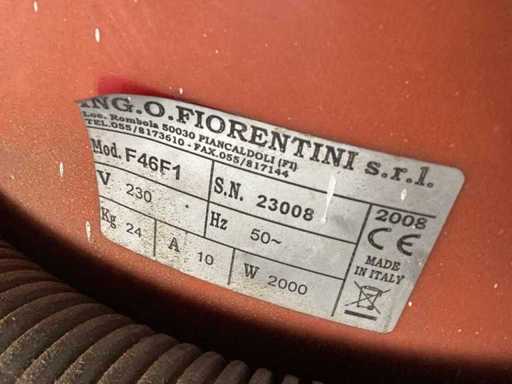 ING.O.FIORENTINI s.r.l.
Loc. Rombola 50030 PIANCALDOLI (FI)
TEL.055/8173610 - FAX.055/817144
Mod. F46F1 S.N. 23008 2008
V 230 Hz 50~ CE
Kg 24 A 10 W 2000 MADE
IN ITALY